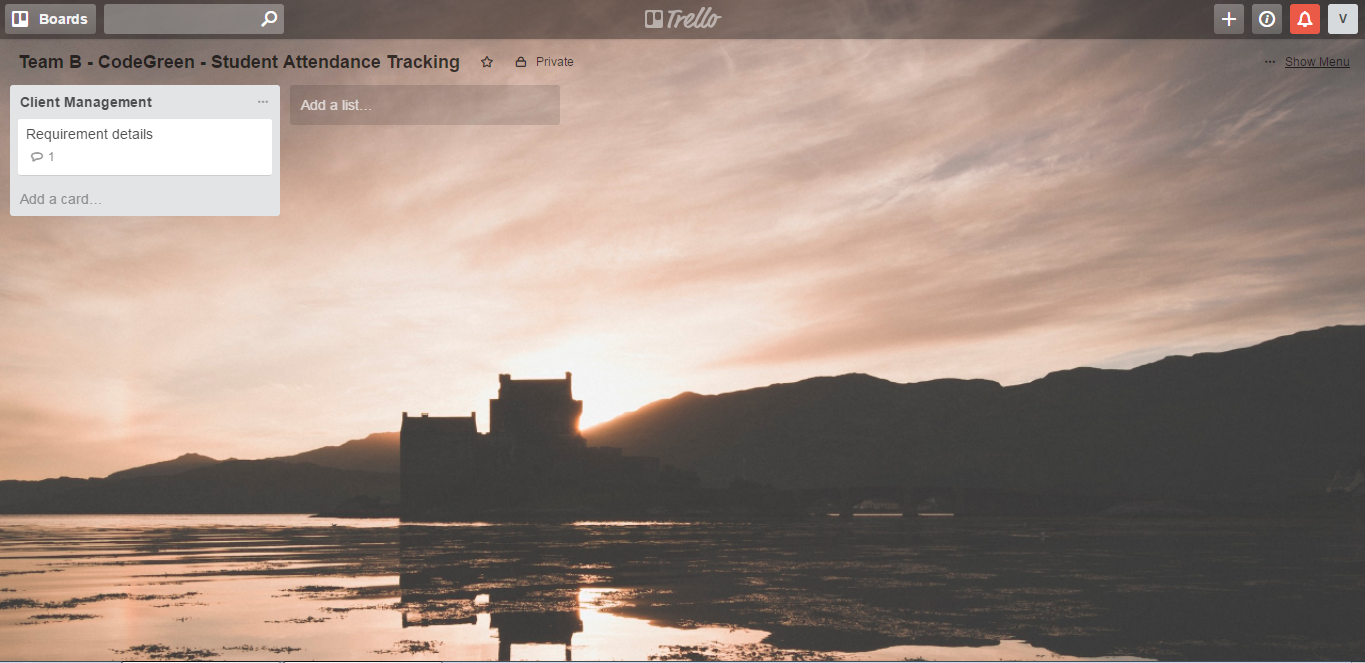 Boards
Trello
V
Team B - CodeGreen - Student Attendance Tracking
Private
... Show Menu
Client Management ...
Add a list...
Requirement details
1
Add a card...